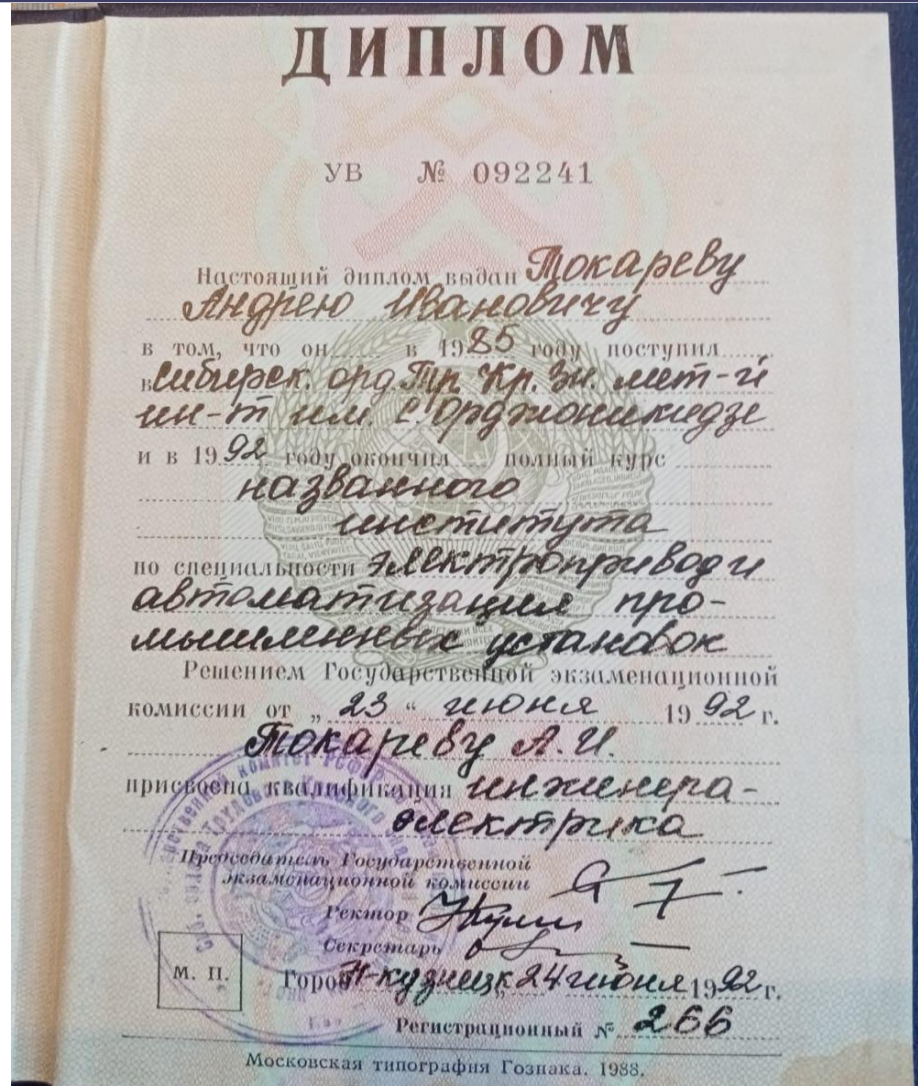 ДИПЛОМ
УВ № 092241
Настоящий диплом выдан Токареву
Андрею Ивановичу
в том, что он в 1985 году поступил
в Сибирск. орд. Тр. Кр. Зн. мет-й
ин-т им. С. Орджоникидзе
и в 1992 году окончил полный курс
названного
института
по специальности электропривод и
автоматизация про-
мышленных установок
Решением Государственной экзаменационной
комиссии от „ 23 “ июня 1992 г.
Токареву А.И.
присвоена квалификация инженера-
электрика
Председатель Государственной
экзаменационной комиссии
Ректор
Секретарь
М. П.
Город Н-кузнецк 24 июня 1992 г.
Регистрационный № 266
Московская типография Гознака. 1988.